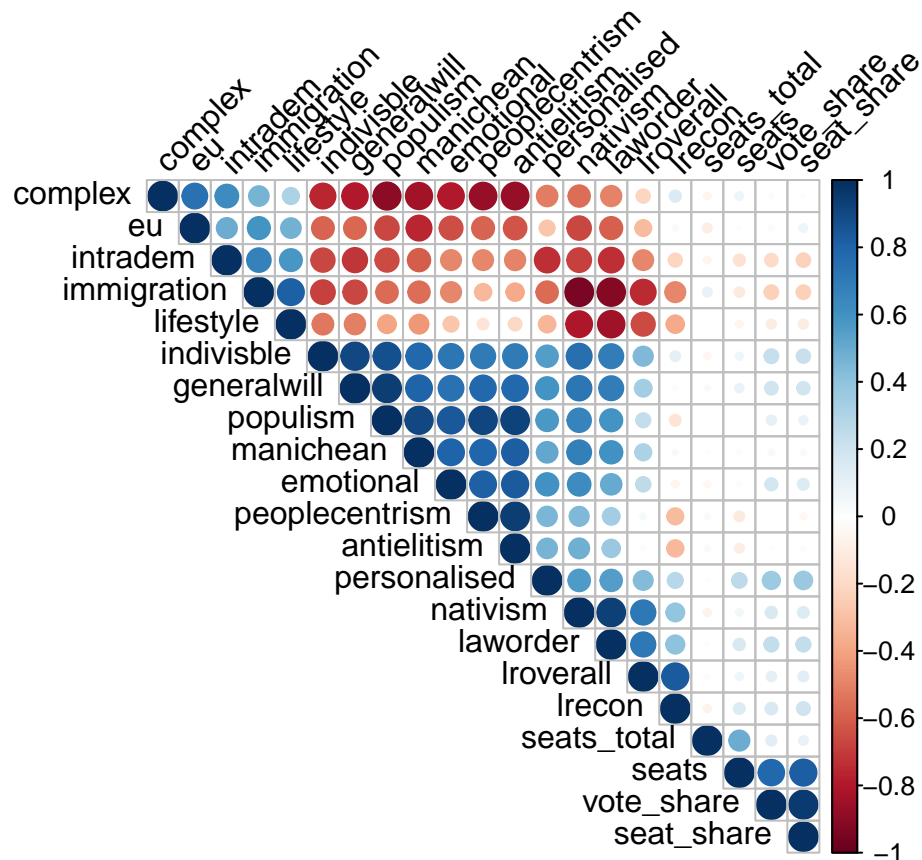 complex
eu
intradem
immigration
lifestyle
indivisble
generalwill
populism
manichean
emotional
peoplecentrism
antielitism
personalised
nativism
laworder
lroverall
lrecon
seats_total
seats
vote_share
seat_share
complex
eu
intradem
immigration
lifestyle
indivisble
generalwill
populism
manichean
emotional
peoplecentrism
antielitism
personalised
nativism
laworder
lroverall
lrecon
seats_total
seats
vote_share
seat_share
1
0.8
0.6
0.4
0.2
0
−0.2
−0.4
−0.6
−0.8
−1